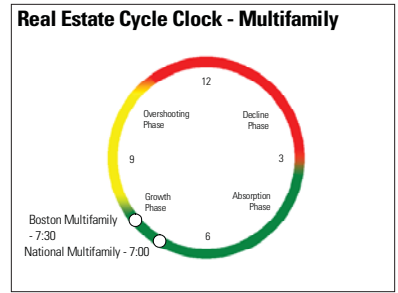 Real Estate Cycle Clock - Multifamily
12
Overshooting
Phase
Decline
Phase
9
3
Growth
Phase
Absorption
Phase
Boston Multifamily
- 7:30
6
National Multifamily - 7:00